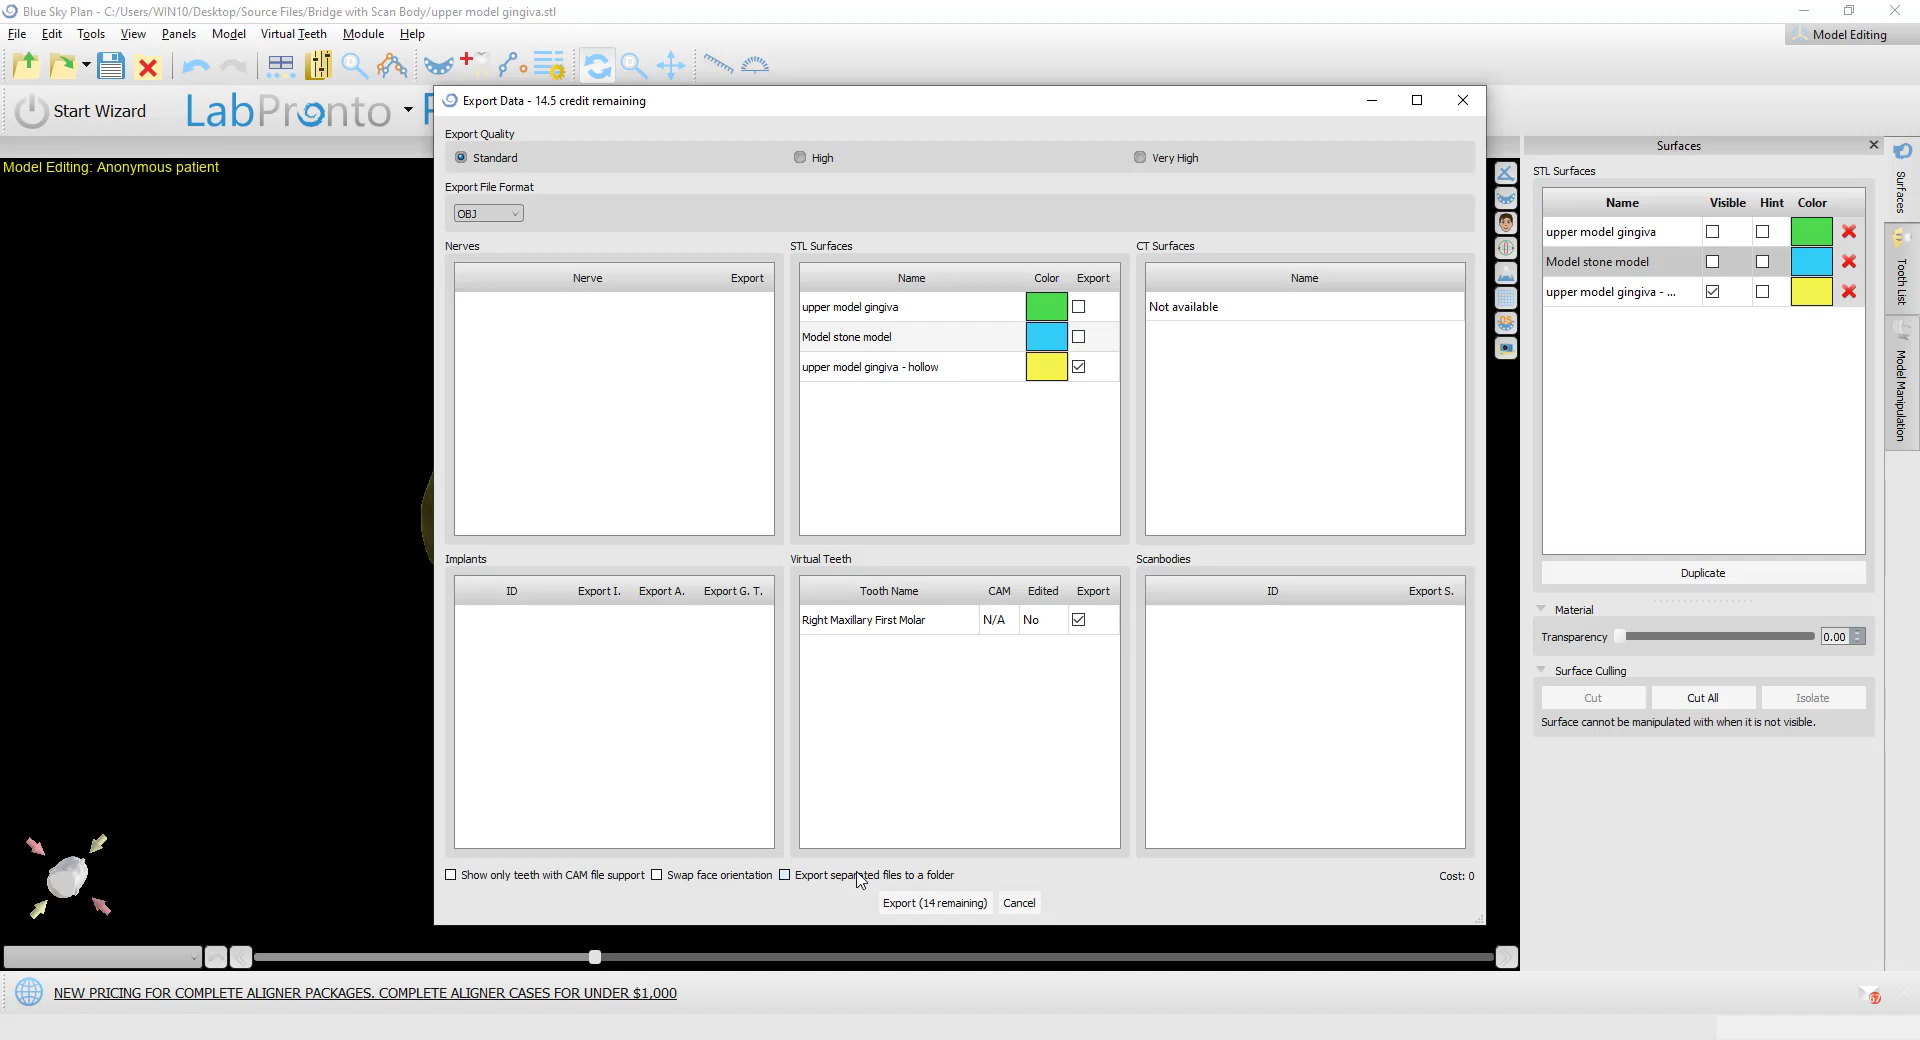 Blue Sky Plan - C:/Users/WIN10/Desktop/Source Files/Bridge with Scan Body/upper model gingiva.stl
File Edit Tools View Panels Model Virtual Teeth Module Help
Model Editing
Start Wizard
LabPronto
Model Editing: Anonymous patient
Export Data - 14.5 credit remaining
Export Quality
Standard High Very High
Export File Format
OBJ
Nerves
Nerve Export
STL Surfaces
Name Color Export
upper model gingiva
Model stone model
upper model gingiva - hollow
CT Surfaces
Name
Not available
Implants
ID Export I. Export A. Export G. T.
Virtual Teeth
Tooth Name CAM Edited Export
Right Maxillary First Molar N/A No
Scanbodies
ID Export S.
Show only teeth with CAM file support Swap face orientation Export separated files to a folder
Cost: 0
Export (14 remaining) Cancel
Surfaces
STL Surfaces
Name Visible Hint Color
upper model gingiva
Model stone model
upper model gingiva - ...
Duplicate
Material
Transparency 0.00
Surface Culling
Cut Cut All Isolate
Surface cannot be manipulated with when it is not visible.
Surfaces
Tooth List
Model Manipulation
DS
NEW PRICING FOR COMPLETE ALIGNER PACKAGES. COMPLETE ALIGNER CASES FOR UNDER $1,000
67